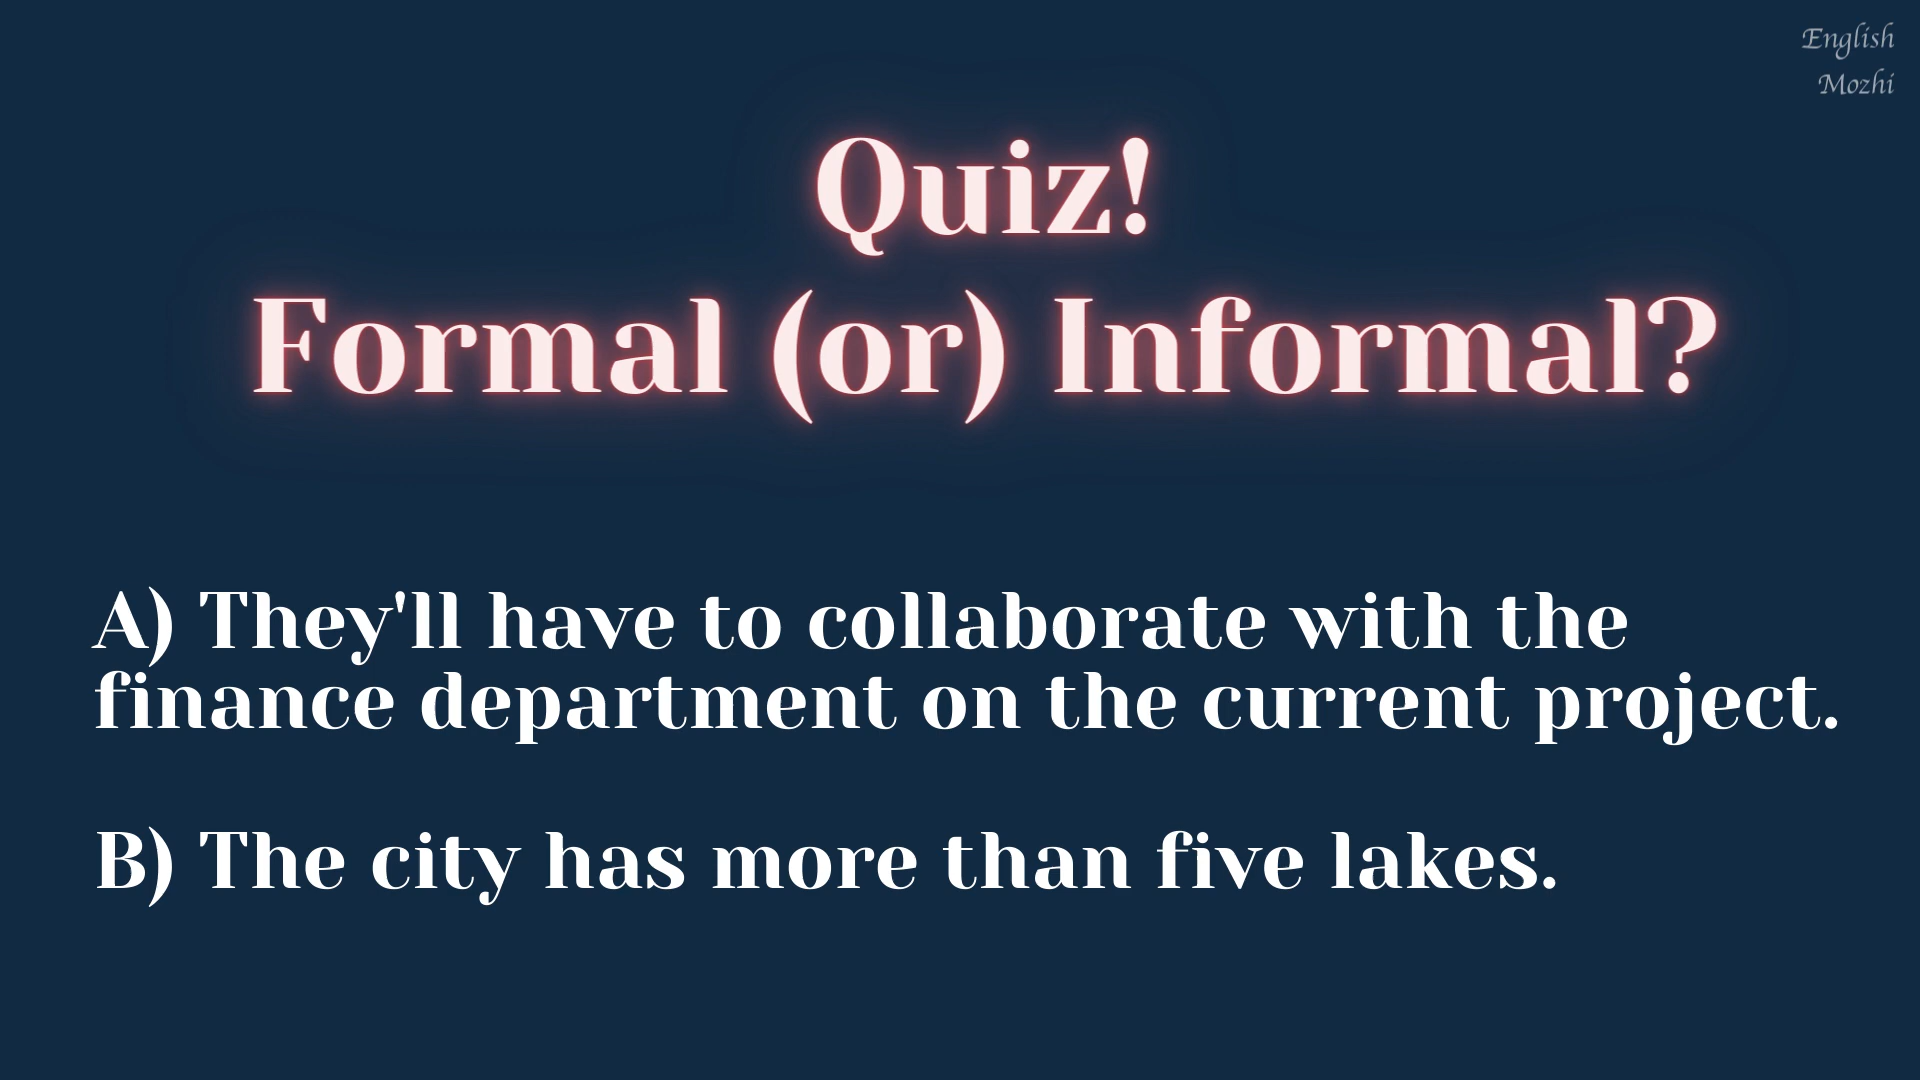 English
Mozhi
Quiz!
Formal (or) Informal?
A) They'll have to collaborate with the
finance department on the current project.
B) The city has more than five lakes.